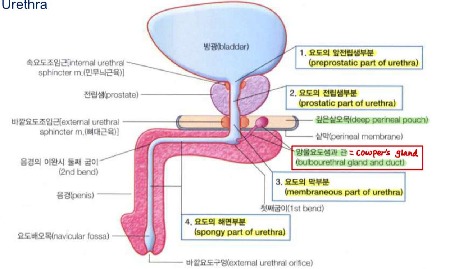 Urethra
방광(bladder)
속요도조임근[internal urethral
sphincter m.(민무늬근육)]
전립샘(prostate)
바깥요도조임근[external urethral
sphincter m.(뼈대근육)]
음경의 이완시 둘째 굽이
(2nd bend)
음경(penis)
요도배오목(navicular fossa)
1. 요도의 앞전립샘부분
(preprostatic part of urethra)
2. 요도의 전립샘부분
(prostatic part of urethra)
깊은샅오목(deep perineal pouch)
샅막(perineal membrane)
망울요도샘과 관 = cowper's gland
(bulbourethral gland and duct)
3. 요도의 막부분
(membraneous part of urethra)
첫째굽이(1st bend)
4. 요도의 해면부분
(spongy part of urethra)
바깥요도구멍(external urethral orifice)